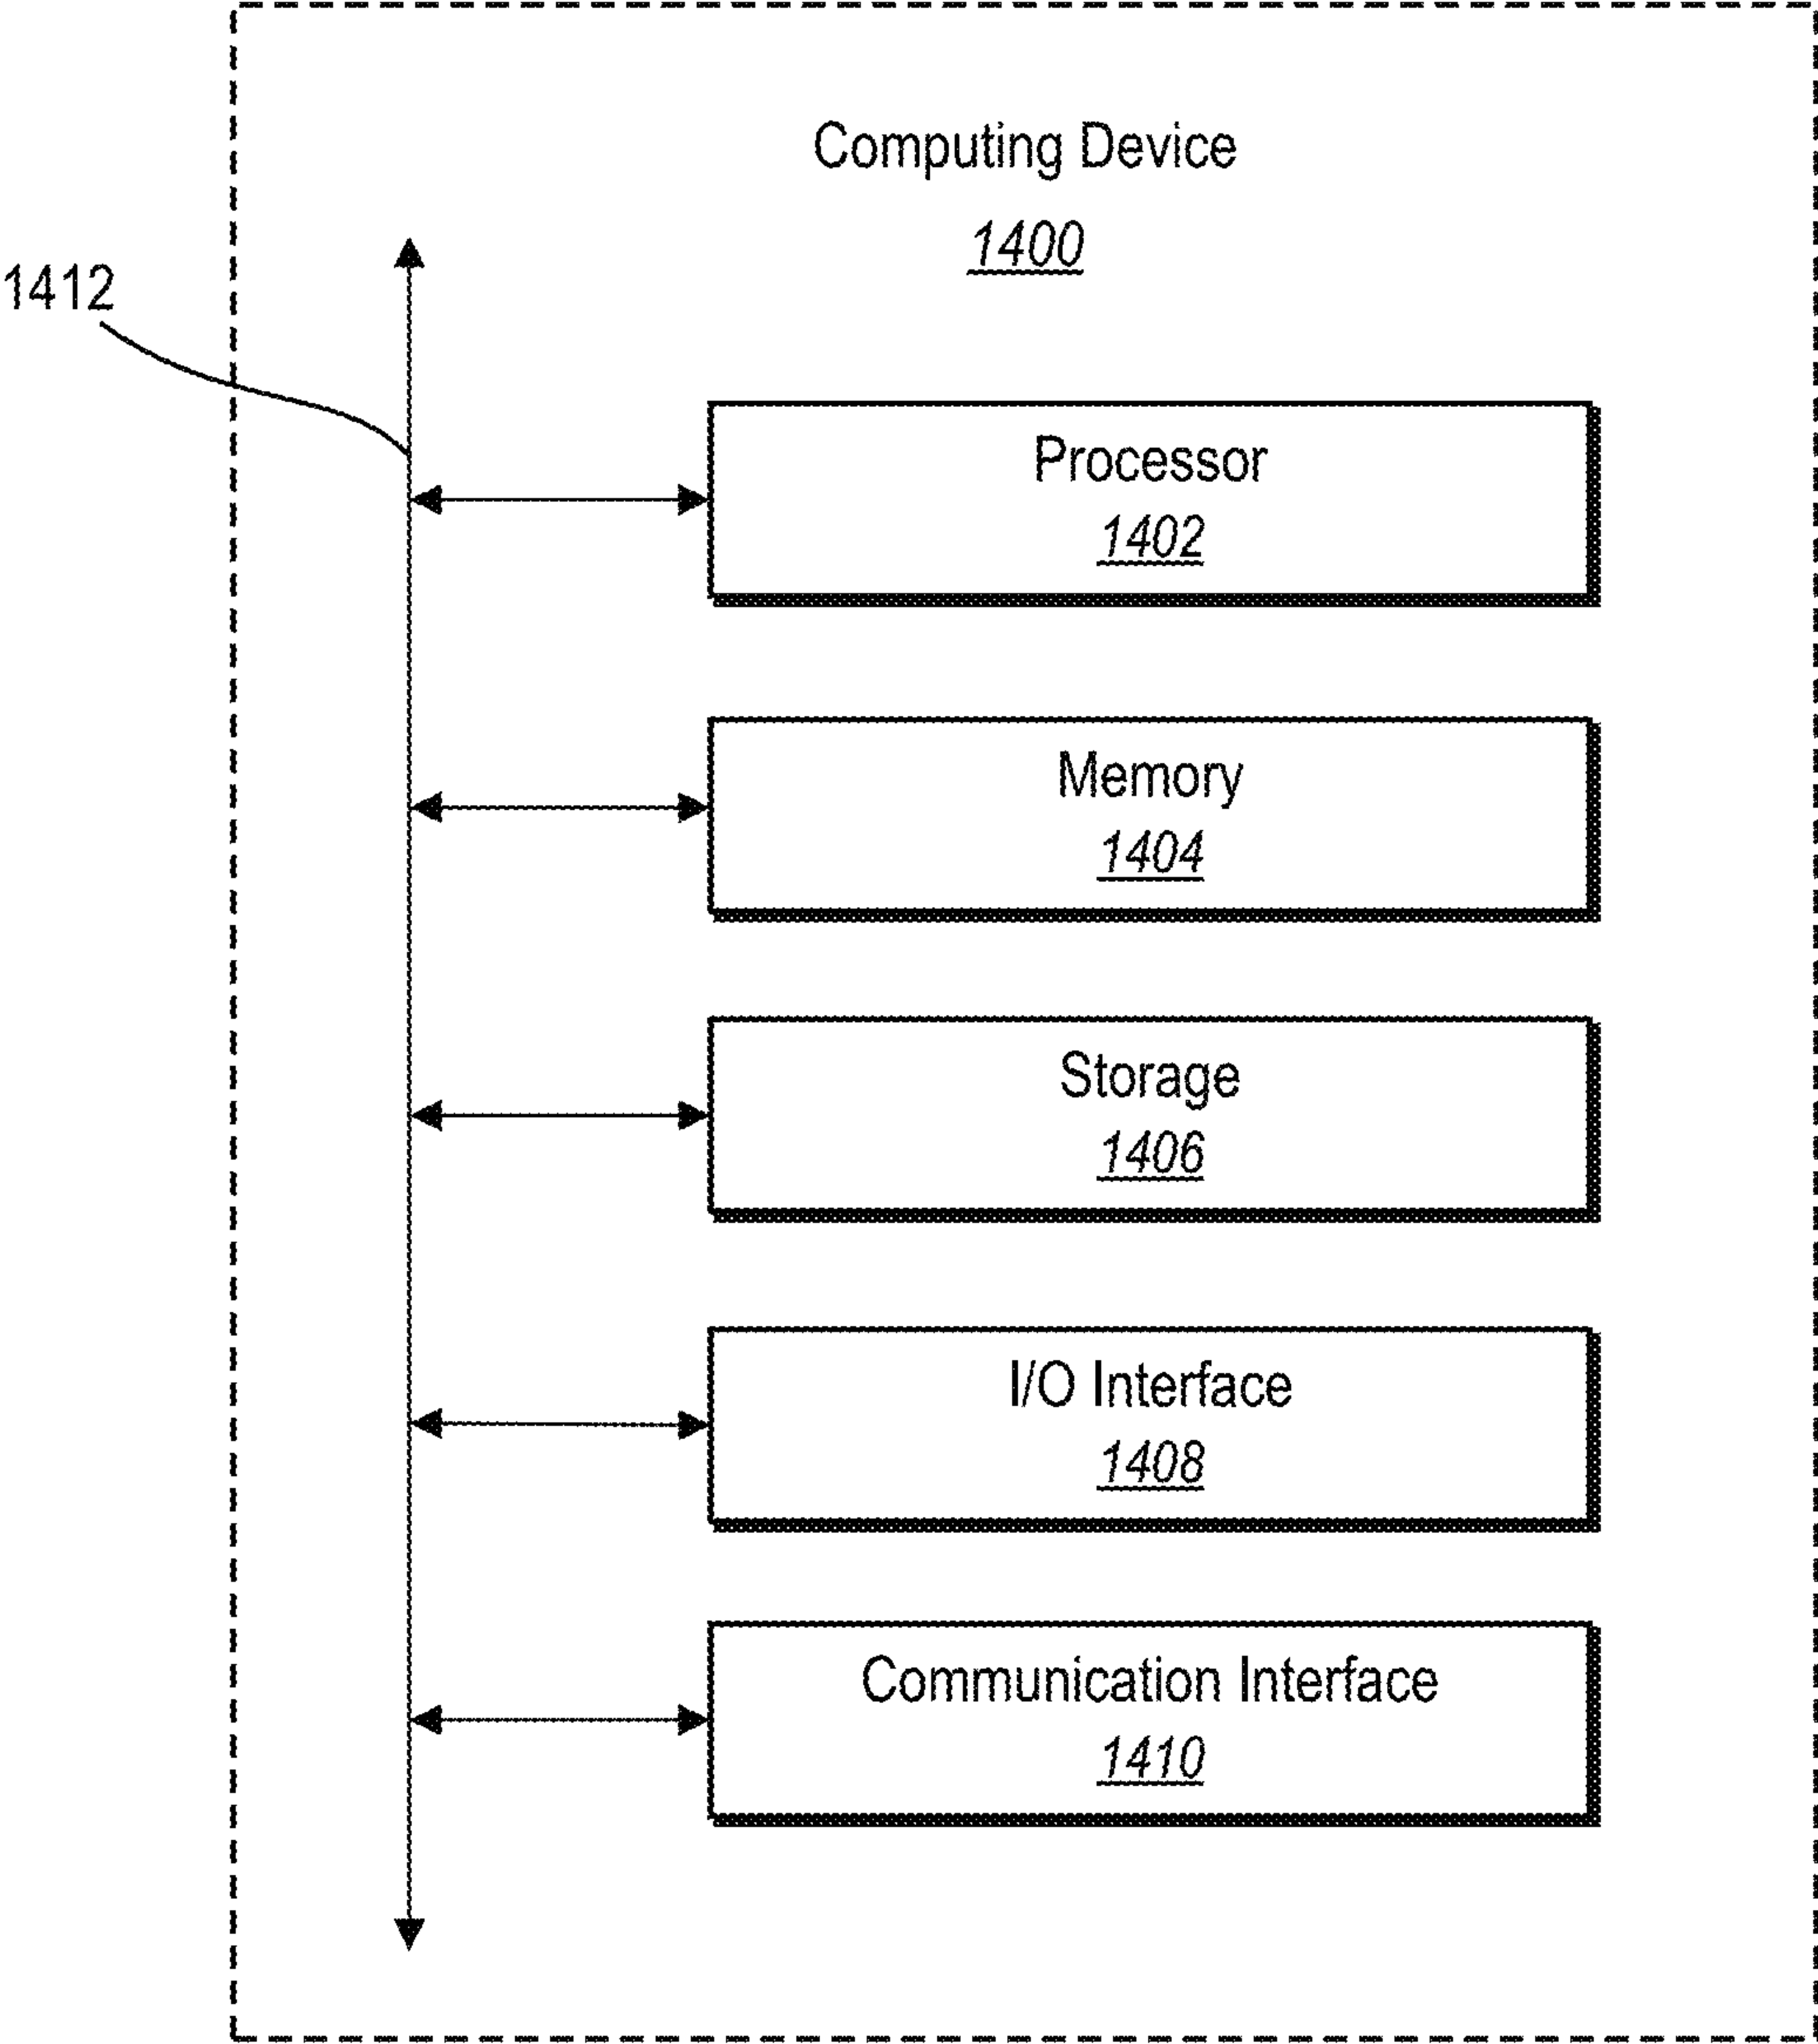 Computing Device
1400
1412
Processor
1402
Memory
1404
Storage
1406
I/O Interface
1408
Communication Interface
1410